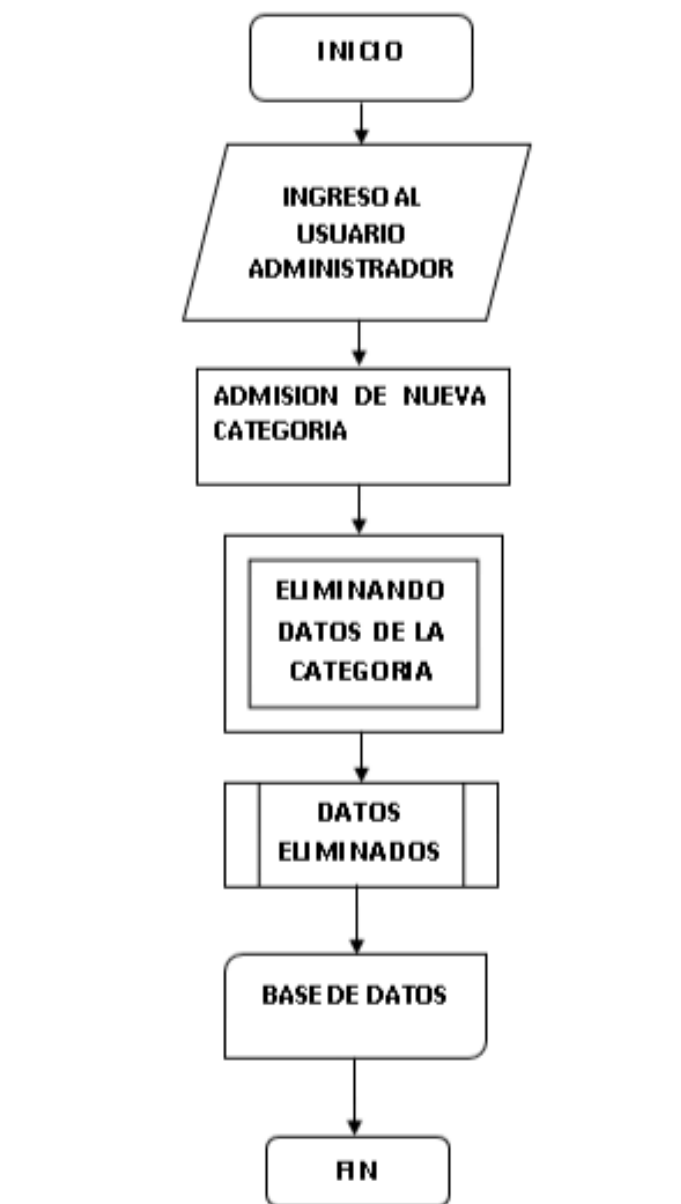 INICIO
INGRESO AL
USUARIO
ADMINISTRADOR
ADMISION DE NUEVA
CATEGORIA
ELIMINANDO
DATOS DE LA
CATEGORIA
DATOS
ELIMINADOS
BASE DE DATOS
FIN